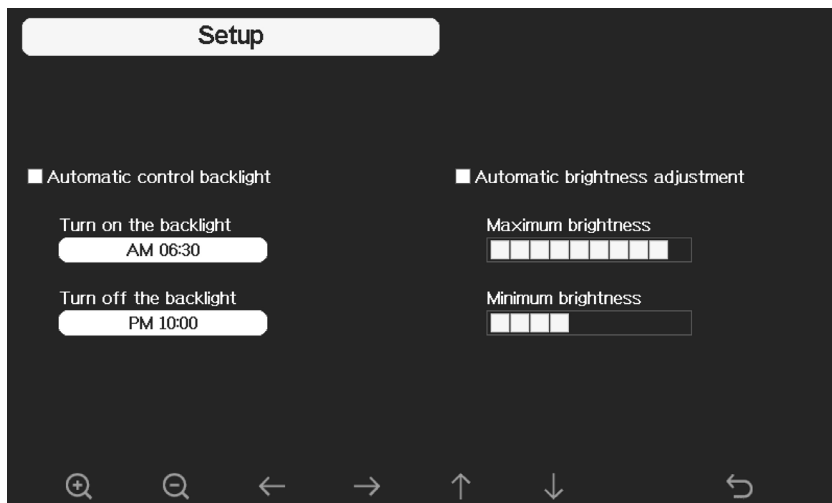 Setup
Automatic control backlight
Turn on the backlight
AM 06:30
Turn off the backlight
PM 10:00
Automatic brightness adjustment
Maximum brightness
Minimum brightness